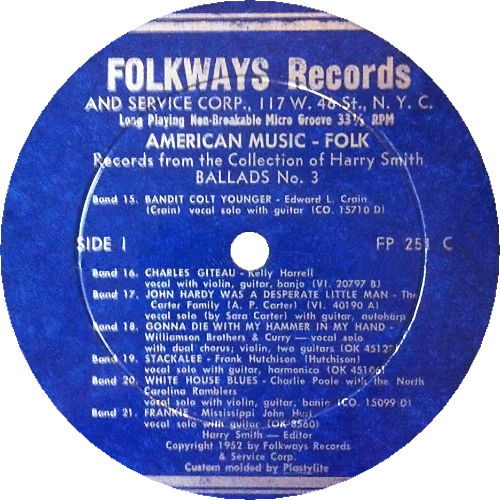 FOLKWAYS Records
AND SERVICE CORP., 117 W. 46 St., N. Y. C.
Long Playing Non-Breakable Micro Groove 33⅓ RPM
AMERICAN MUSIC - FOLK
Records from the Collection of Harry Smith
BALLADS No. 3
Band 15. BANDIT COLT YOUNGER - Edward L. Crain
(Crain) vocal solo with guitar (CO. 15710 D)
SIDE I FP 251 C
Band 16. CHARLES GITEAU - Kelly Harrell
vocal with violin, guitar, banjo (VI. 20797 B)
Band 17. JOHN HARDY WAS A DESPERATE LITTLE MAN - The
Carter Family (A. P. Carter) (VI. 40190 A)
vocal solo (by Sara Carter) with guitar, autoharp
Band 18. GONNA DIE WITH MY HAMMER IN MY HAND -
Williamson Brothers & Curry — vocal solo
with dual chorus; violin, two guitars (OK 45127)
Band 19. STACKALEE - Frank Hutchison (Hutchison)
vocal solo with guitar, harmonica (OK 45106)
Band 20. WHITE HOUSE BLUES - Charlie Poole with the North
Carolina Ramblers
vocal solo with violin, guitar, banjo (CO. 15099 D)
Band 21. FRANKIE - Mississippi John Hurt
vocal solo with guitar (OK 8560)
Harry Smith — Editor
Copyright 1952 by Folkways Records
& Service Corp.
Custom molded by Plastylite